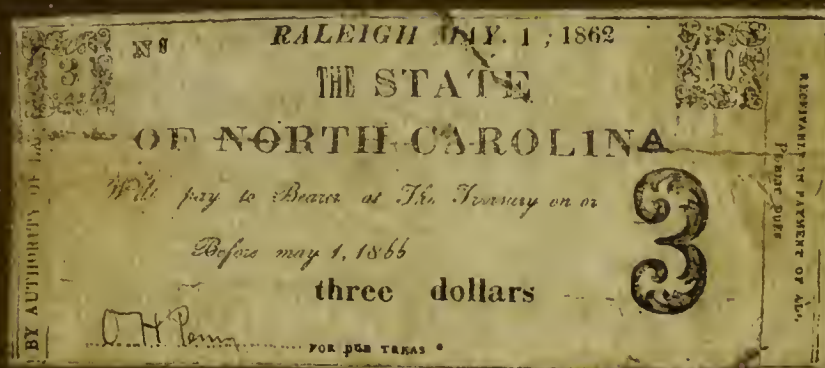 N 8
RALEIGH MAY. 1, 1862
THE STATE
OF NORTH CAROLINA
Will pay to Bearer at The Treasury on or
Before may 1, 1866
three dollars
3
FOR PUB TREAS
BY AUTHORITY OF
NC
RECEIVABLE IN PAYMENT OF ALL
PUBLIC DUES